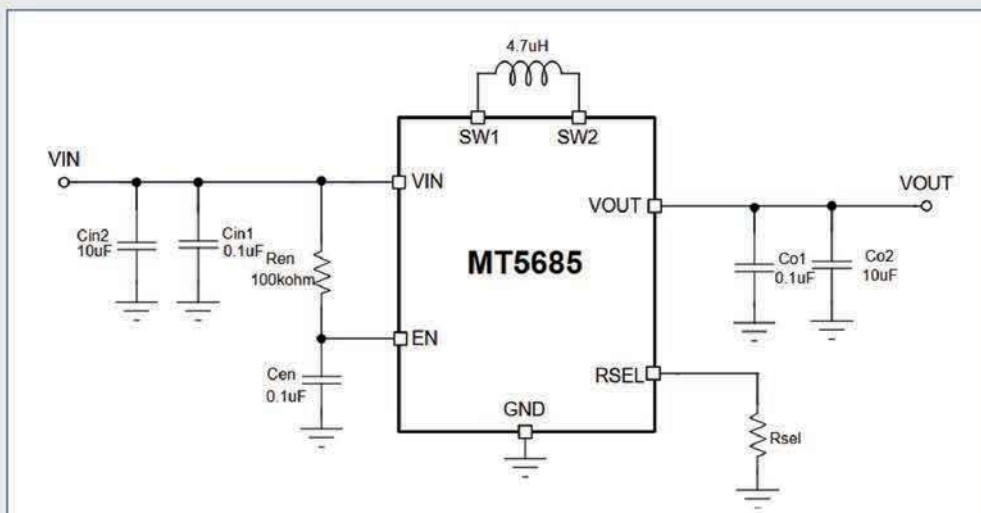 4.7uH
SW1
SW2
VIN
VIN
VOUT
VOUT
Cin2
10uF
Cin1
0.1uF
Ren
100kohm
MT5685
Co1
0.1uF
Co2
10uF
EN
Cen
0.1uF
RSEL
GND
Rsel